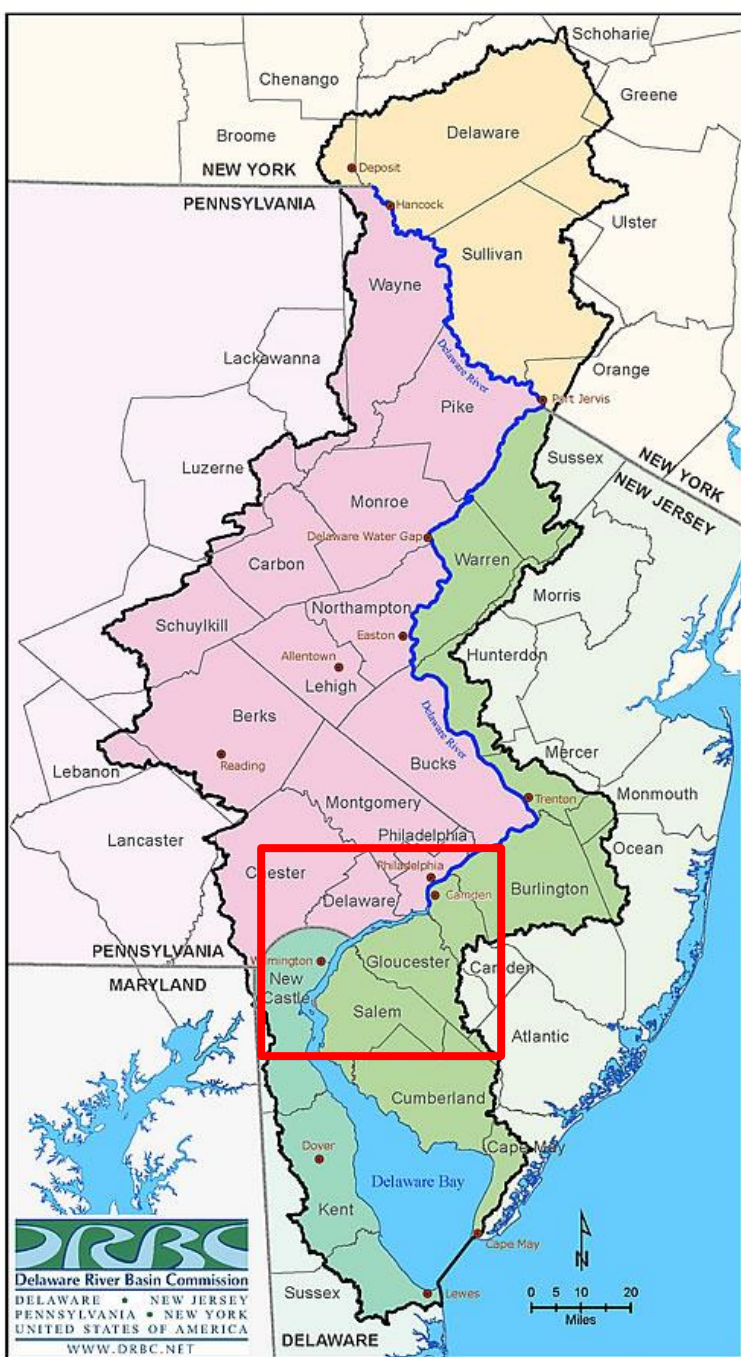 Schoharie
Chenango
Greene
Delaware
Broome
Deposit
NEW YORK
PENNSYLVANIA
Hancock
Ulster
Sullivan
Wayne
Delaware River
Lackawanna
Orange
Port Jervis
Pike
Luzerne
Sussex
NEW YORK
NEW JERSEY
Monroe
Delaware Water Gap
Warren
Carbon
Morris
Northampton
Schuylkill
Easton
Hunterdon
Allentown
Lehigh
Berks
Delaware River
Mercer
Reading
Bucks
Lebanon
Trenton
Monmouth
Montgomery
Lancaster
Philadelphia
Ocean
Chester
Philadelphia
Burlington
Delaware
Camden
PENNSYLVANIA
Wilmington
Gloucester
Camden
MARYLAND
New
Castle
Salem
Atlantic
Cumberland
Dover
Cape May
Delaware Bay
Kent
DRBC
Cape May
N
Delaware River Basin Commission
Sussex
Lewes
0 5 10 20
Miles
DELAWARE • NEW JERSEY
PENNSYLVANIA • NEW YORK
UNITED STATES OF AMERICA
DELAWARE
WWW.DRBC.NET